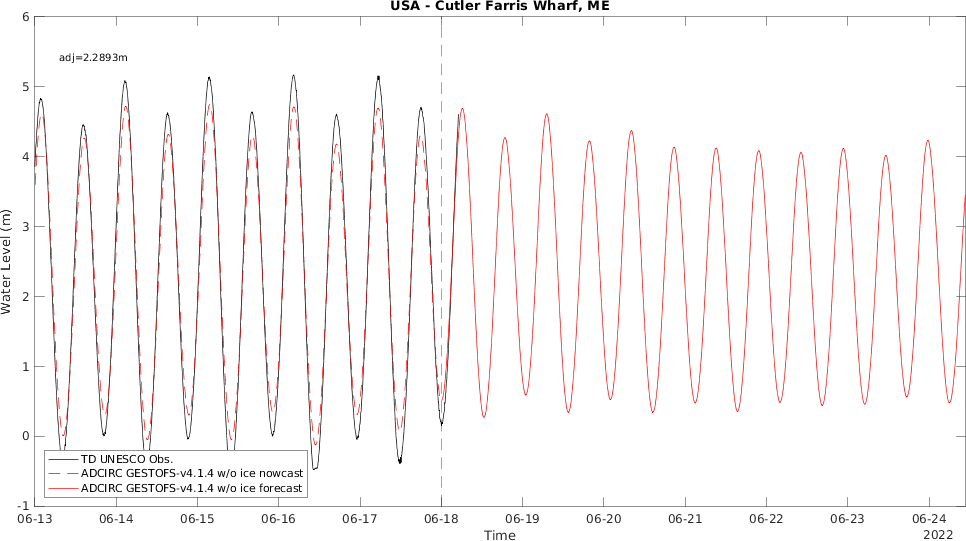 USA - Cutler Farris Wharf, ME
6
adj=2.2893m
5
4
3
2
1
0
-1
Water Level (m)
TD UNESCO Obs.
ADCIRC GESTOFS-v4.1.4 w/o ice nowcast
ADCIRC GESTOFS-v4.1.4 w/o ice forecast
06-13 06-14 06-15 06-16 06-17 06-18 06-19 06-20 06-21 06-22 06-23 06-24
Time
2022